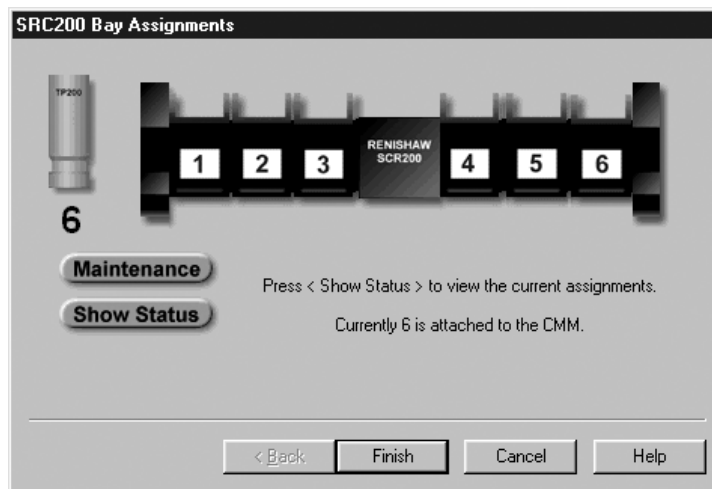 SRC200 Bay Assignments
TP200
RENISHAW
SCR200
1 2 3 4 5 6
6
Maintenance
Show Status
Press < Show Status > to view the current assignments.
Currently 6 is attached to the CMM.
< Back Finish Cancel Help